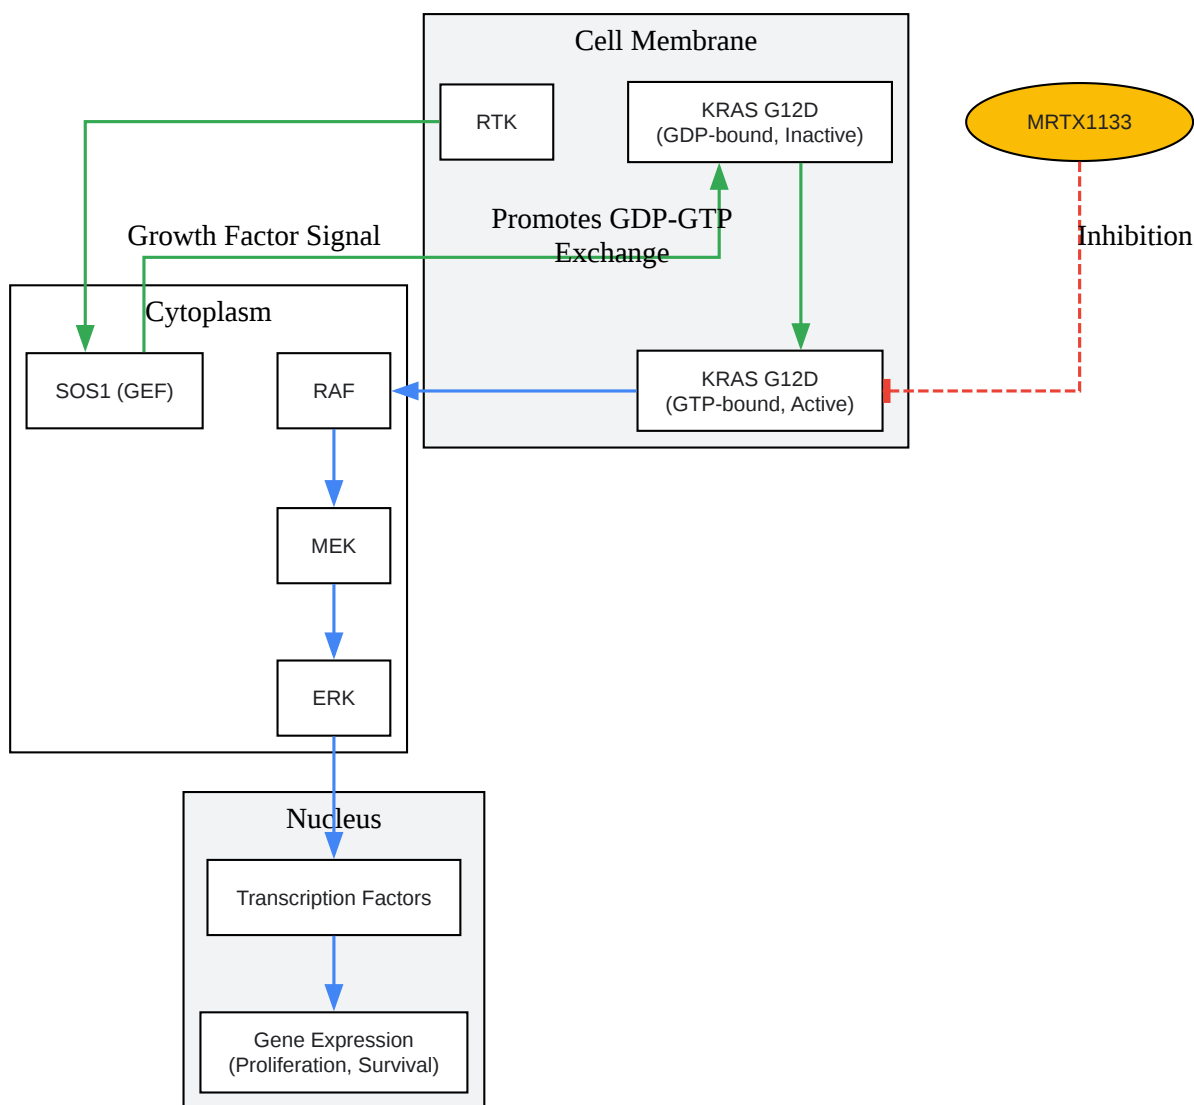 Cell Membrane
RTK
KRAS G12D
(GDP-bound, Inactive)
MRTX1133
Growth Factor Signal
Promotes GDP-GTP
Exchange
Inhibition
Cytoplasm
SOS1 (GEF)
RAF
KRAS G12D
(GTP-bound, Active)
MEK
ERK
Nucleus
Transcription Factors
Gene Expression
(Proliferation, Survival)